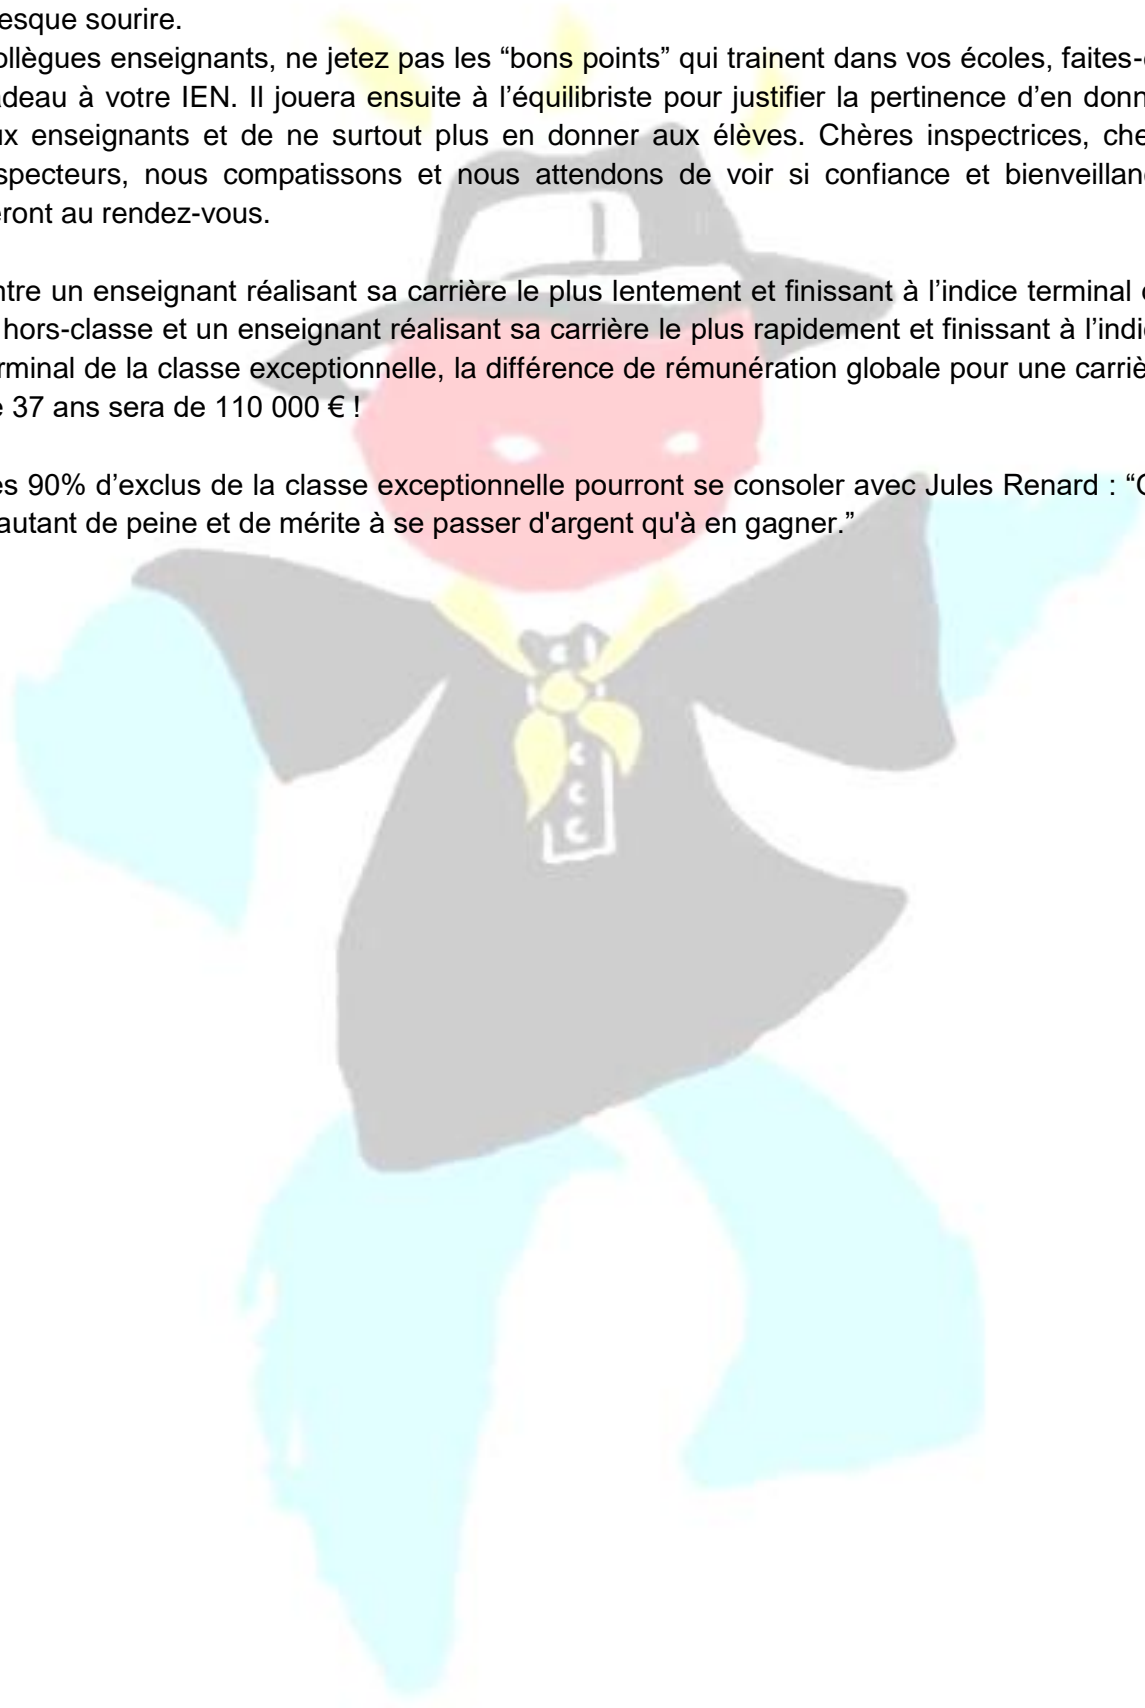 esque sourire.
ollègues enseignants, ne jetez pas les “bons points” qui trainent dans vos écoles, faites-
adeau à votre IEN. Il jouera ensuite à l’équilibriste pour justifier la pertinence d’en donn
ux enseignants et de ne surtout plus en donner aux élèves. Chères inspectrices, che
specteurs, nous compatissons et nous attendons de voir si confiance et bienveillan
eront au rendez-vous.
ntre un enseignant réalisant sa carrière le plus lentement et finissant à l’indice terminal
hors-classe et un enseignant réalisant sa carrière le plus rapidement et finissant à l’indi
rminal de la classe exceptionnelle, la différence de rémunération globale pour une carriè
e 37 ans sera de 110 000 € !
es 90% d’exclus de la classe exceptionnelle pourront se consoler avec Jules Renard : “O
autant de peine et de mérite à se passer d'argent qu'à en gagner.”